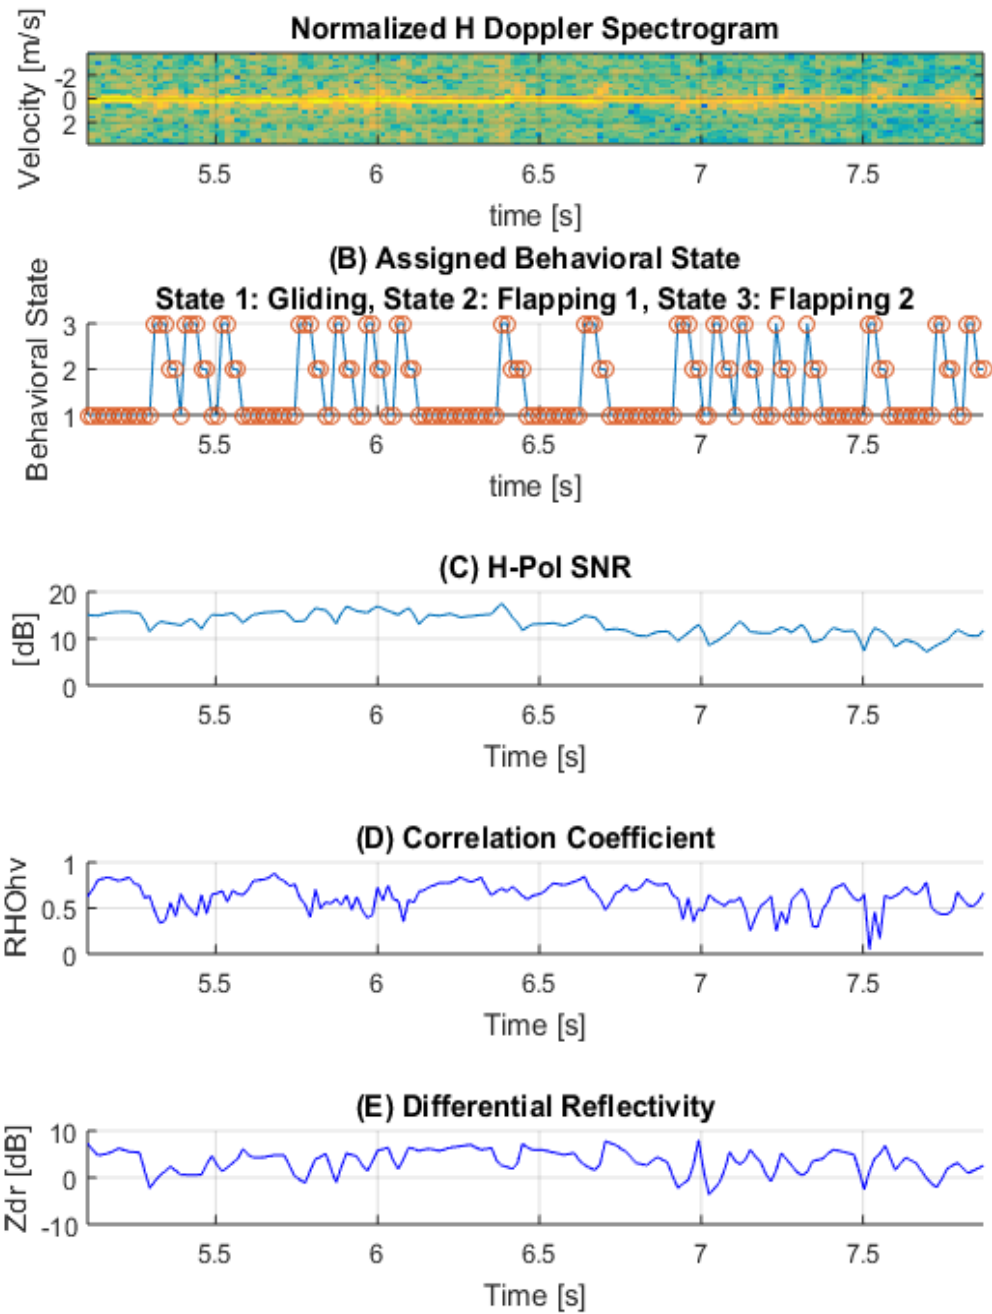 Normalized H Doppler Spectrogram
Velocity [m/s]
-2
0
2
5.5 6 6.5 7 7.5
time [s]
(B) Assigned Behavioral State
State 1: Gliding, State 2: Flapping 1, State 3: Flapping 2
Behavioral State
3
2
1
5.5 6 6.5 7 7.5
time [s]
(C) H-Pol SNR
[dB]
20
10
0
5.5 6 6.5 7 7.5
Time [s]
(D) Correlation Coefficient
RHOhv
1
0.5
0
5.5 6 6.5 7 7.5
Time [s]
(E) Differential Reflectivity
Zdr [dB]
10
0
-10
5.5 6 6.5 7 7.5
Time [s]